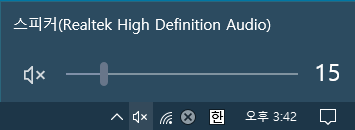 스피커(Realtek High Definition Audio)
15
한 오후 3:42